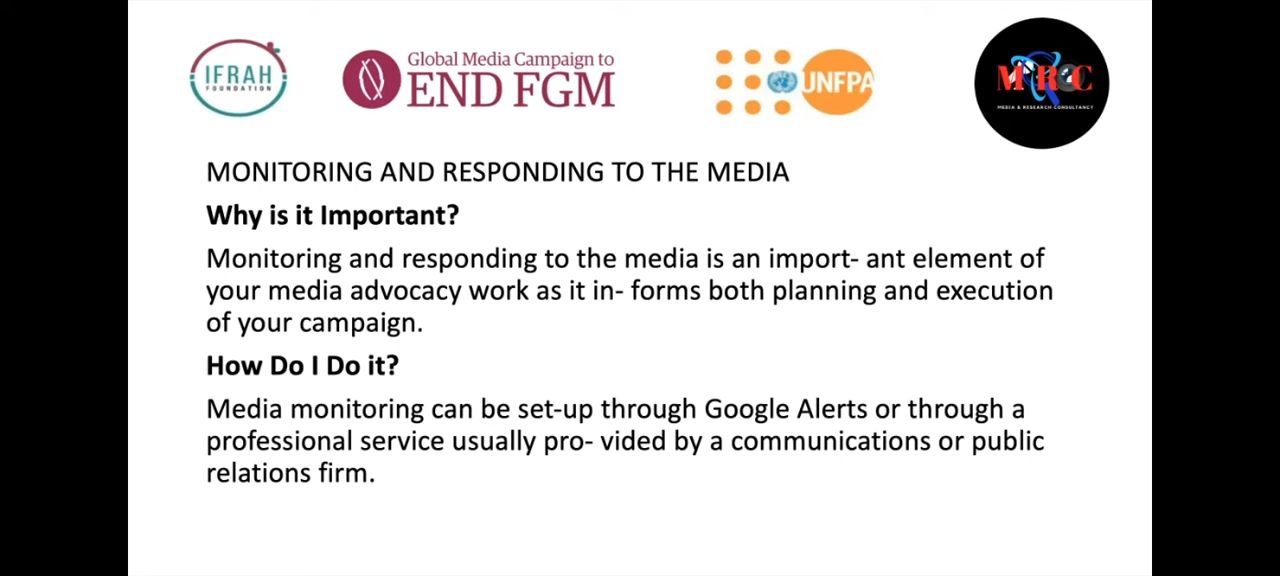 IFRAH
FOUNDATION
Global Media Campaign to
END FGM
UNFPA
MRC
MEDIA & RESEARCH CONSULTANCY
MONITORING AND RESPONDING TO THE MEDIA
Why is it Important?
Monitoring and responding to the media is an import- ant element of
your media advocacy work as it in- forms both planning and execution
of your campaign.
How Do I Do it?
Media monitoring can be set-up through Google Alerts or through a
professional service usually pro- vided by a communications or public
relations firm.